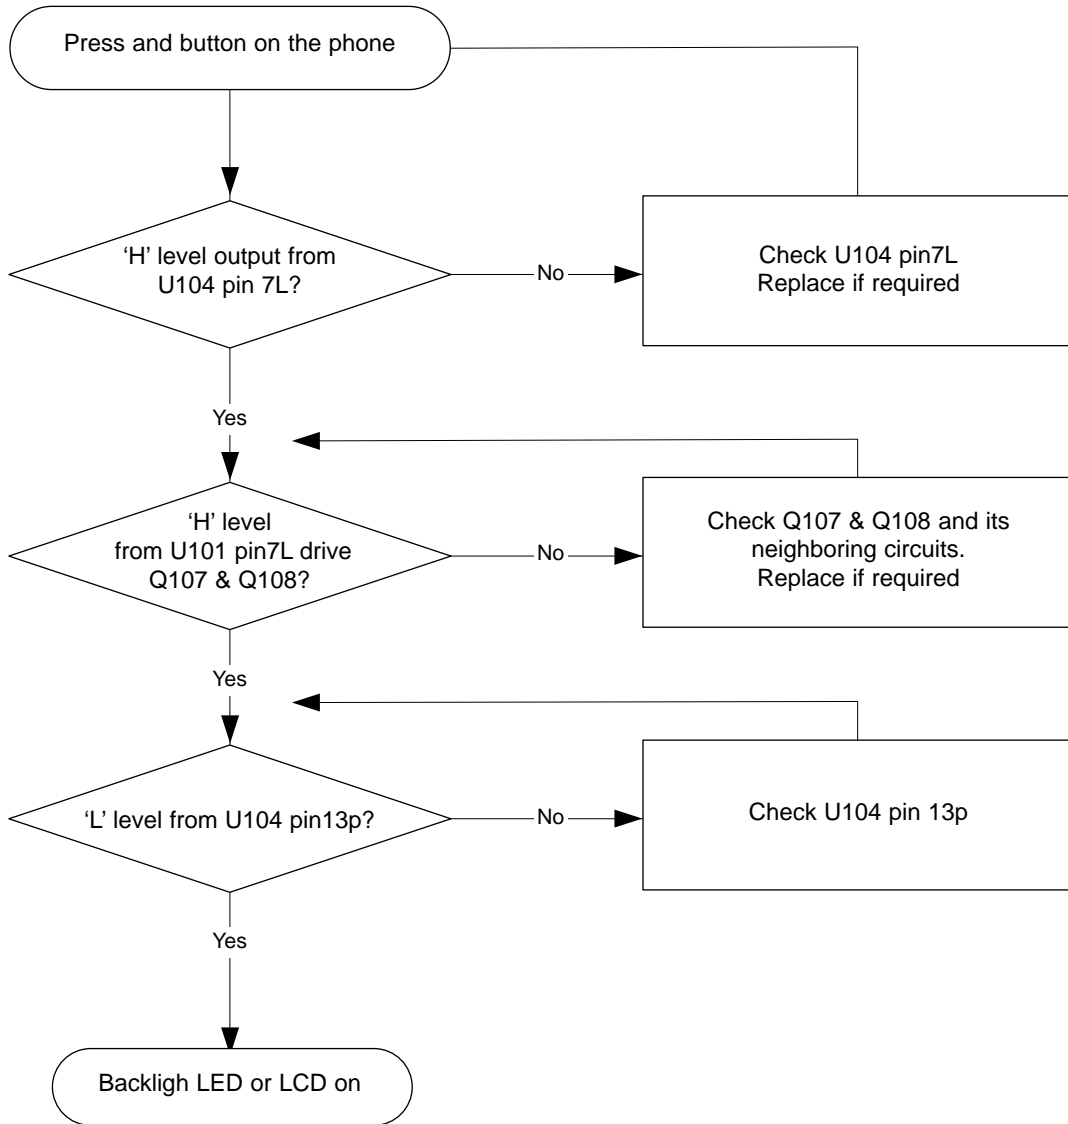 Press and button on the phone
‘H’ level output from
U104 pin 7L?
No
Check U104 pin7L
Replace if required
Yes
‘H’ level
from U101 pin7L drive
Q107 & Q108?
No
Check Q107 & Q108 and its
neighboring circuits.
Replace if required
Yes
‘L’ level from U104 pin13p?
No
Check U104 pin 13p
Yes
Backligh LED or LCD on